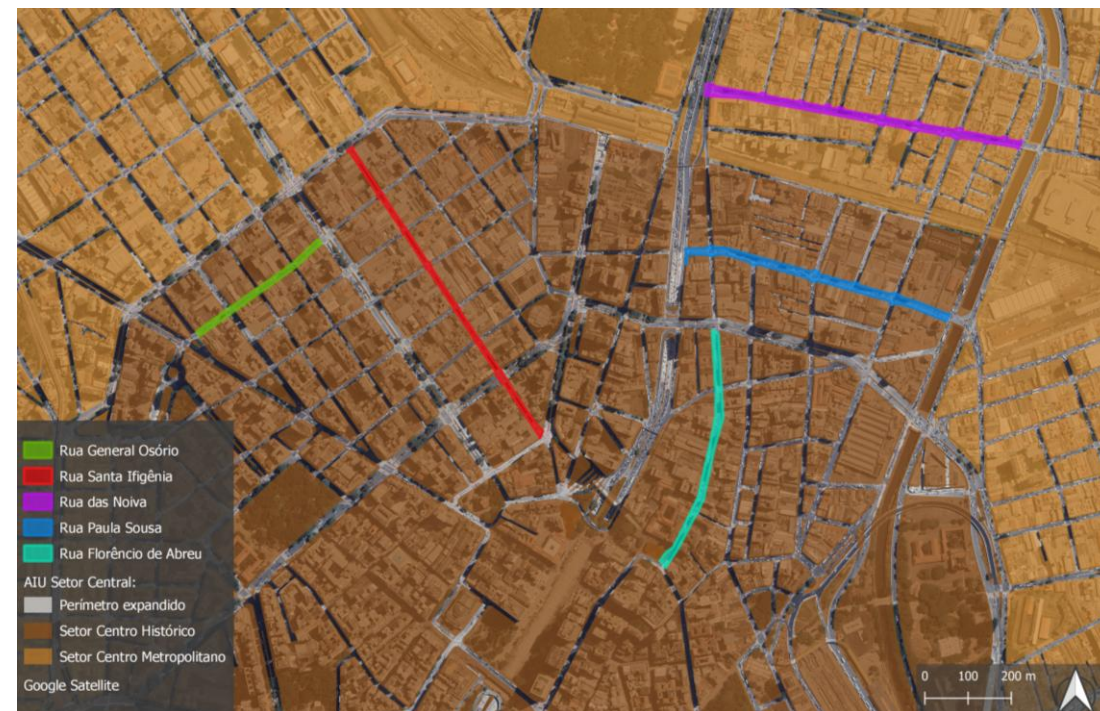 Rua General Osório
Rua Santa Ifigênia
Rua das Noiva
Rua Paula Sousa
Rua Florêncio de Abreu
AIU Setor Central:
Perímetro expandido
Setor Centro Histórico
Setor Centro Metropolitano
Google Satellite
0 100 200 m